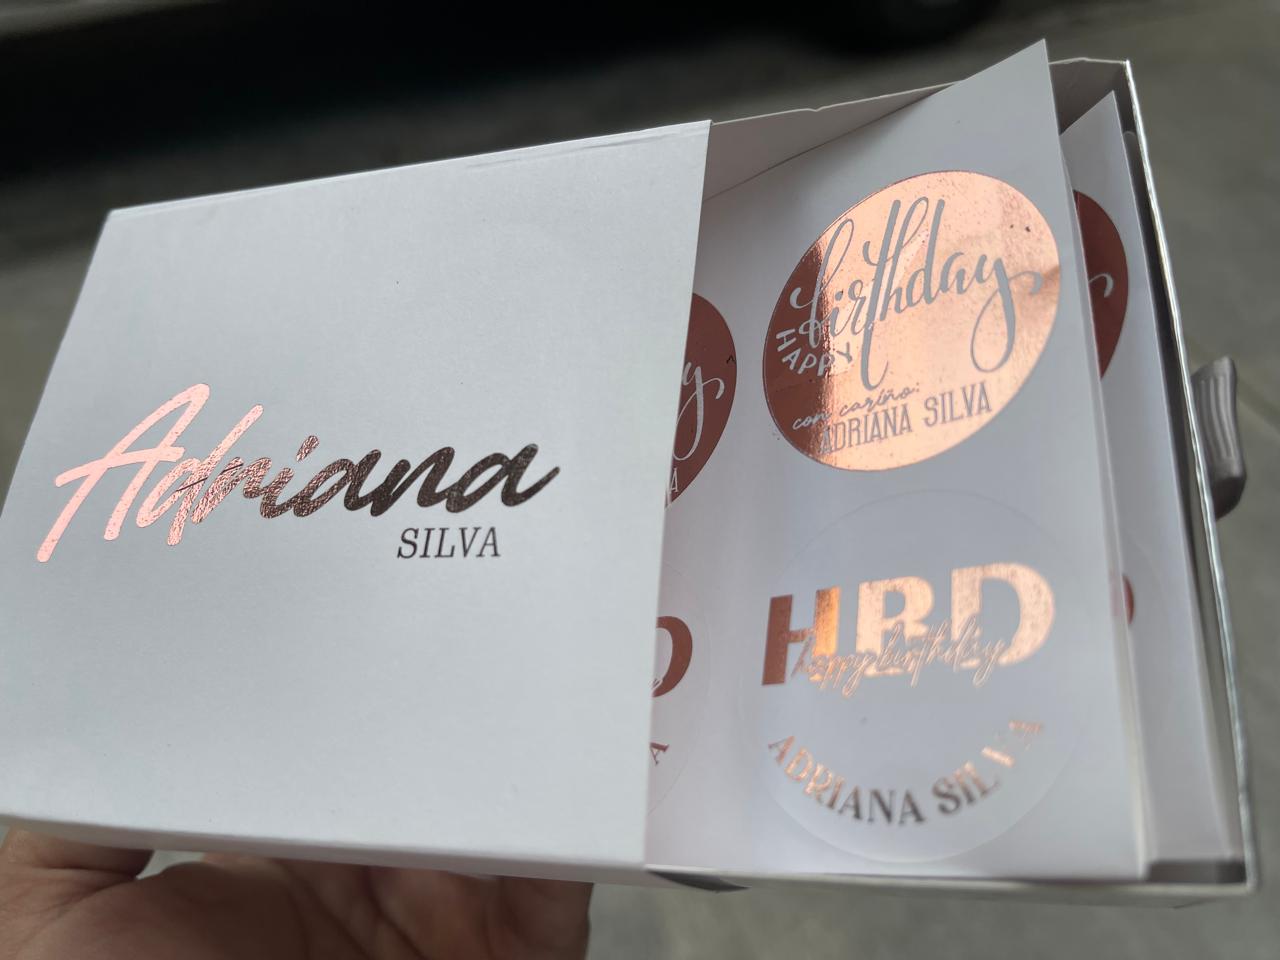 Adriana
SILVA
birthday
HAPPY
con cariño:
ADRIANA SILVA
HBD
happy birthday
ADRIANA SILVA
y
A
D
A